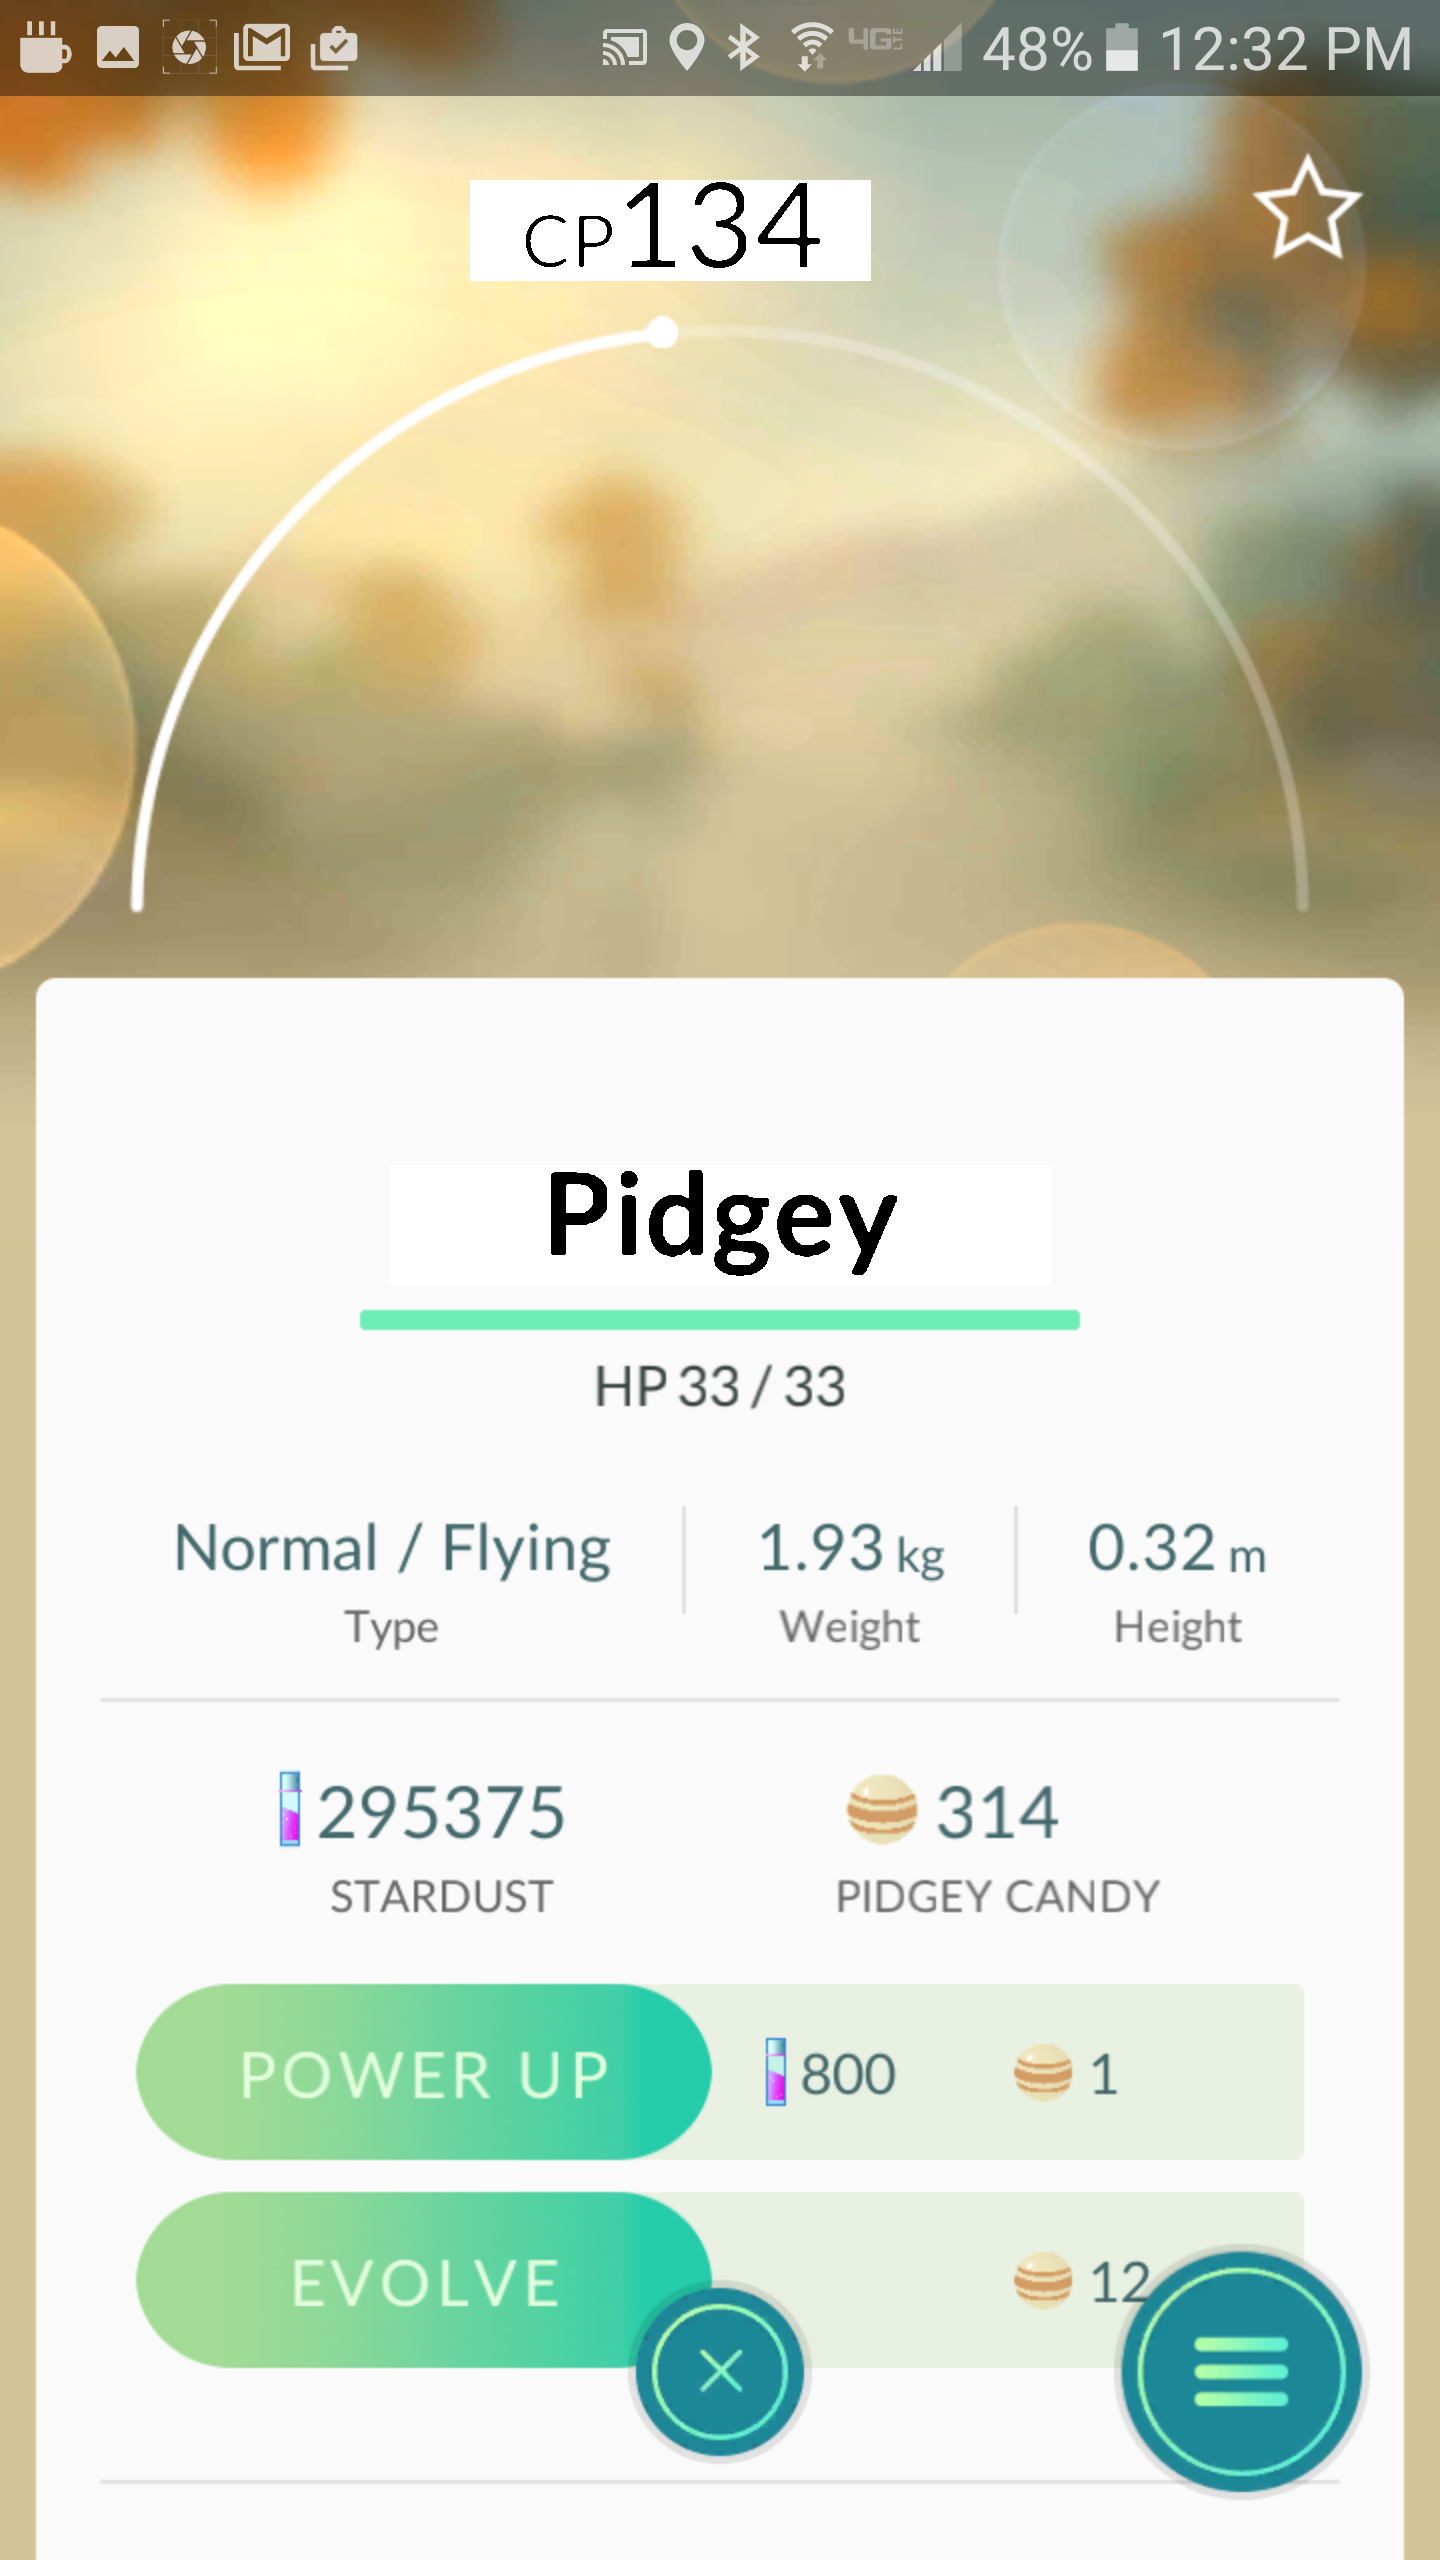 4G LTE 48% 12:32 PM
CP134
Pidgey
HP 33 / 33
Normal / Flying 1.93 kg 0.32 m
Type Weight Height
295375 314
STARDUST PIDGEY CANDY
POWER UP 800 1
EVOLVE 12